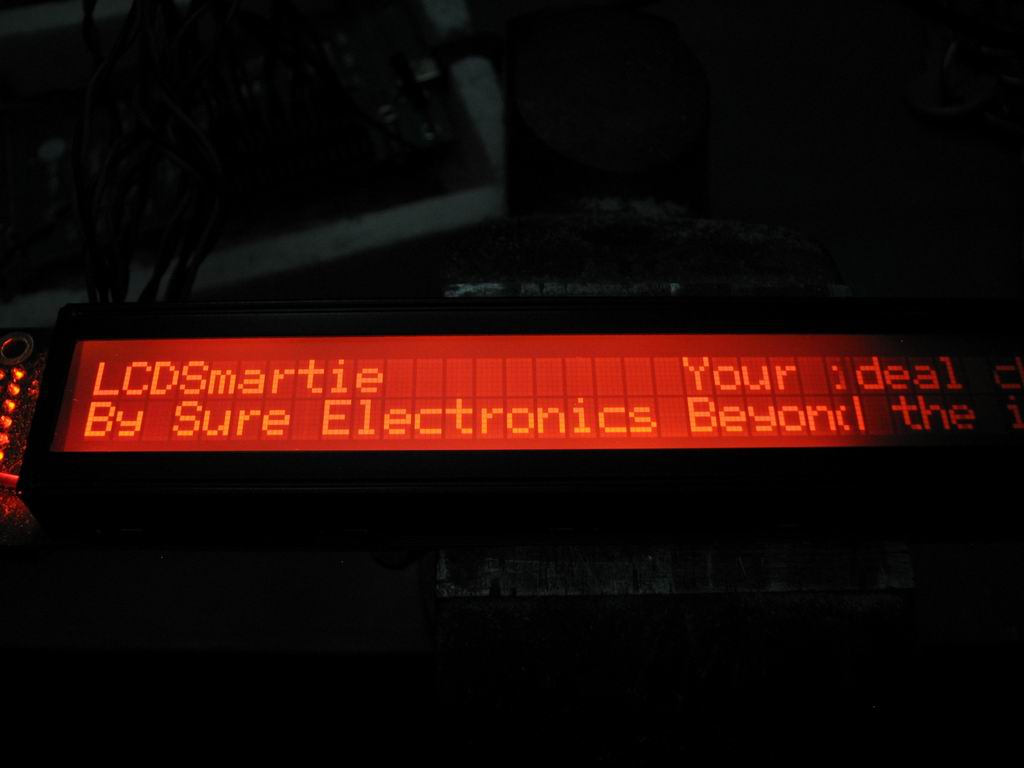 LCDSmartie Your ideal
By Sure Electronics Beyond the